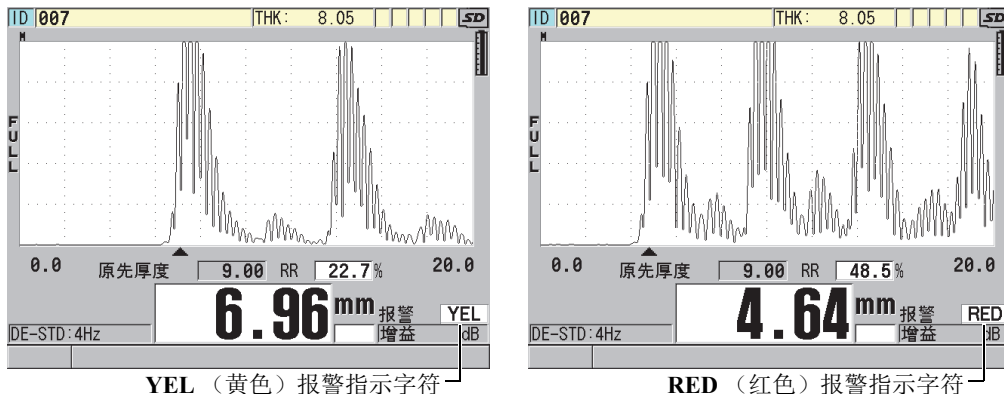 ID 007 THK: 8.05 SD
M
FULL
0.0 原先厚度 9.00 RR 22.7% 20.0
6.96 mm 报警 YEL
DE-STD:4Hz 增益 dB
YEL （黄色）报警指示字符
ID 007 THK: 8.05 SD
M
FULL
0.0 原先厚度 9.00 RR 48.5% 20.0
4.64 mm 报警 RED
DE-STD:4Hz 增益 dB
RED （红色）报警指示字符